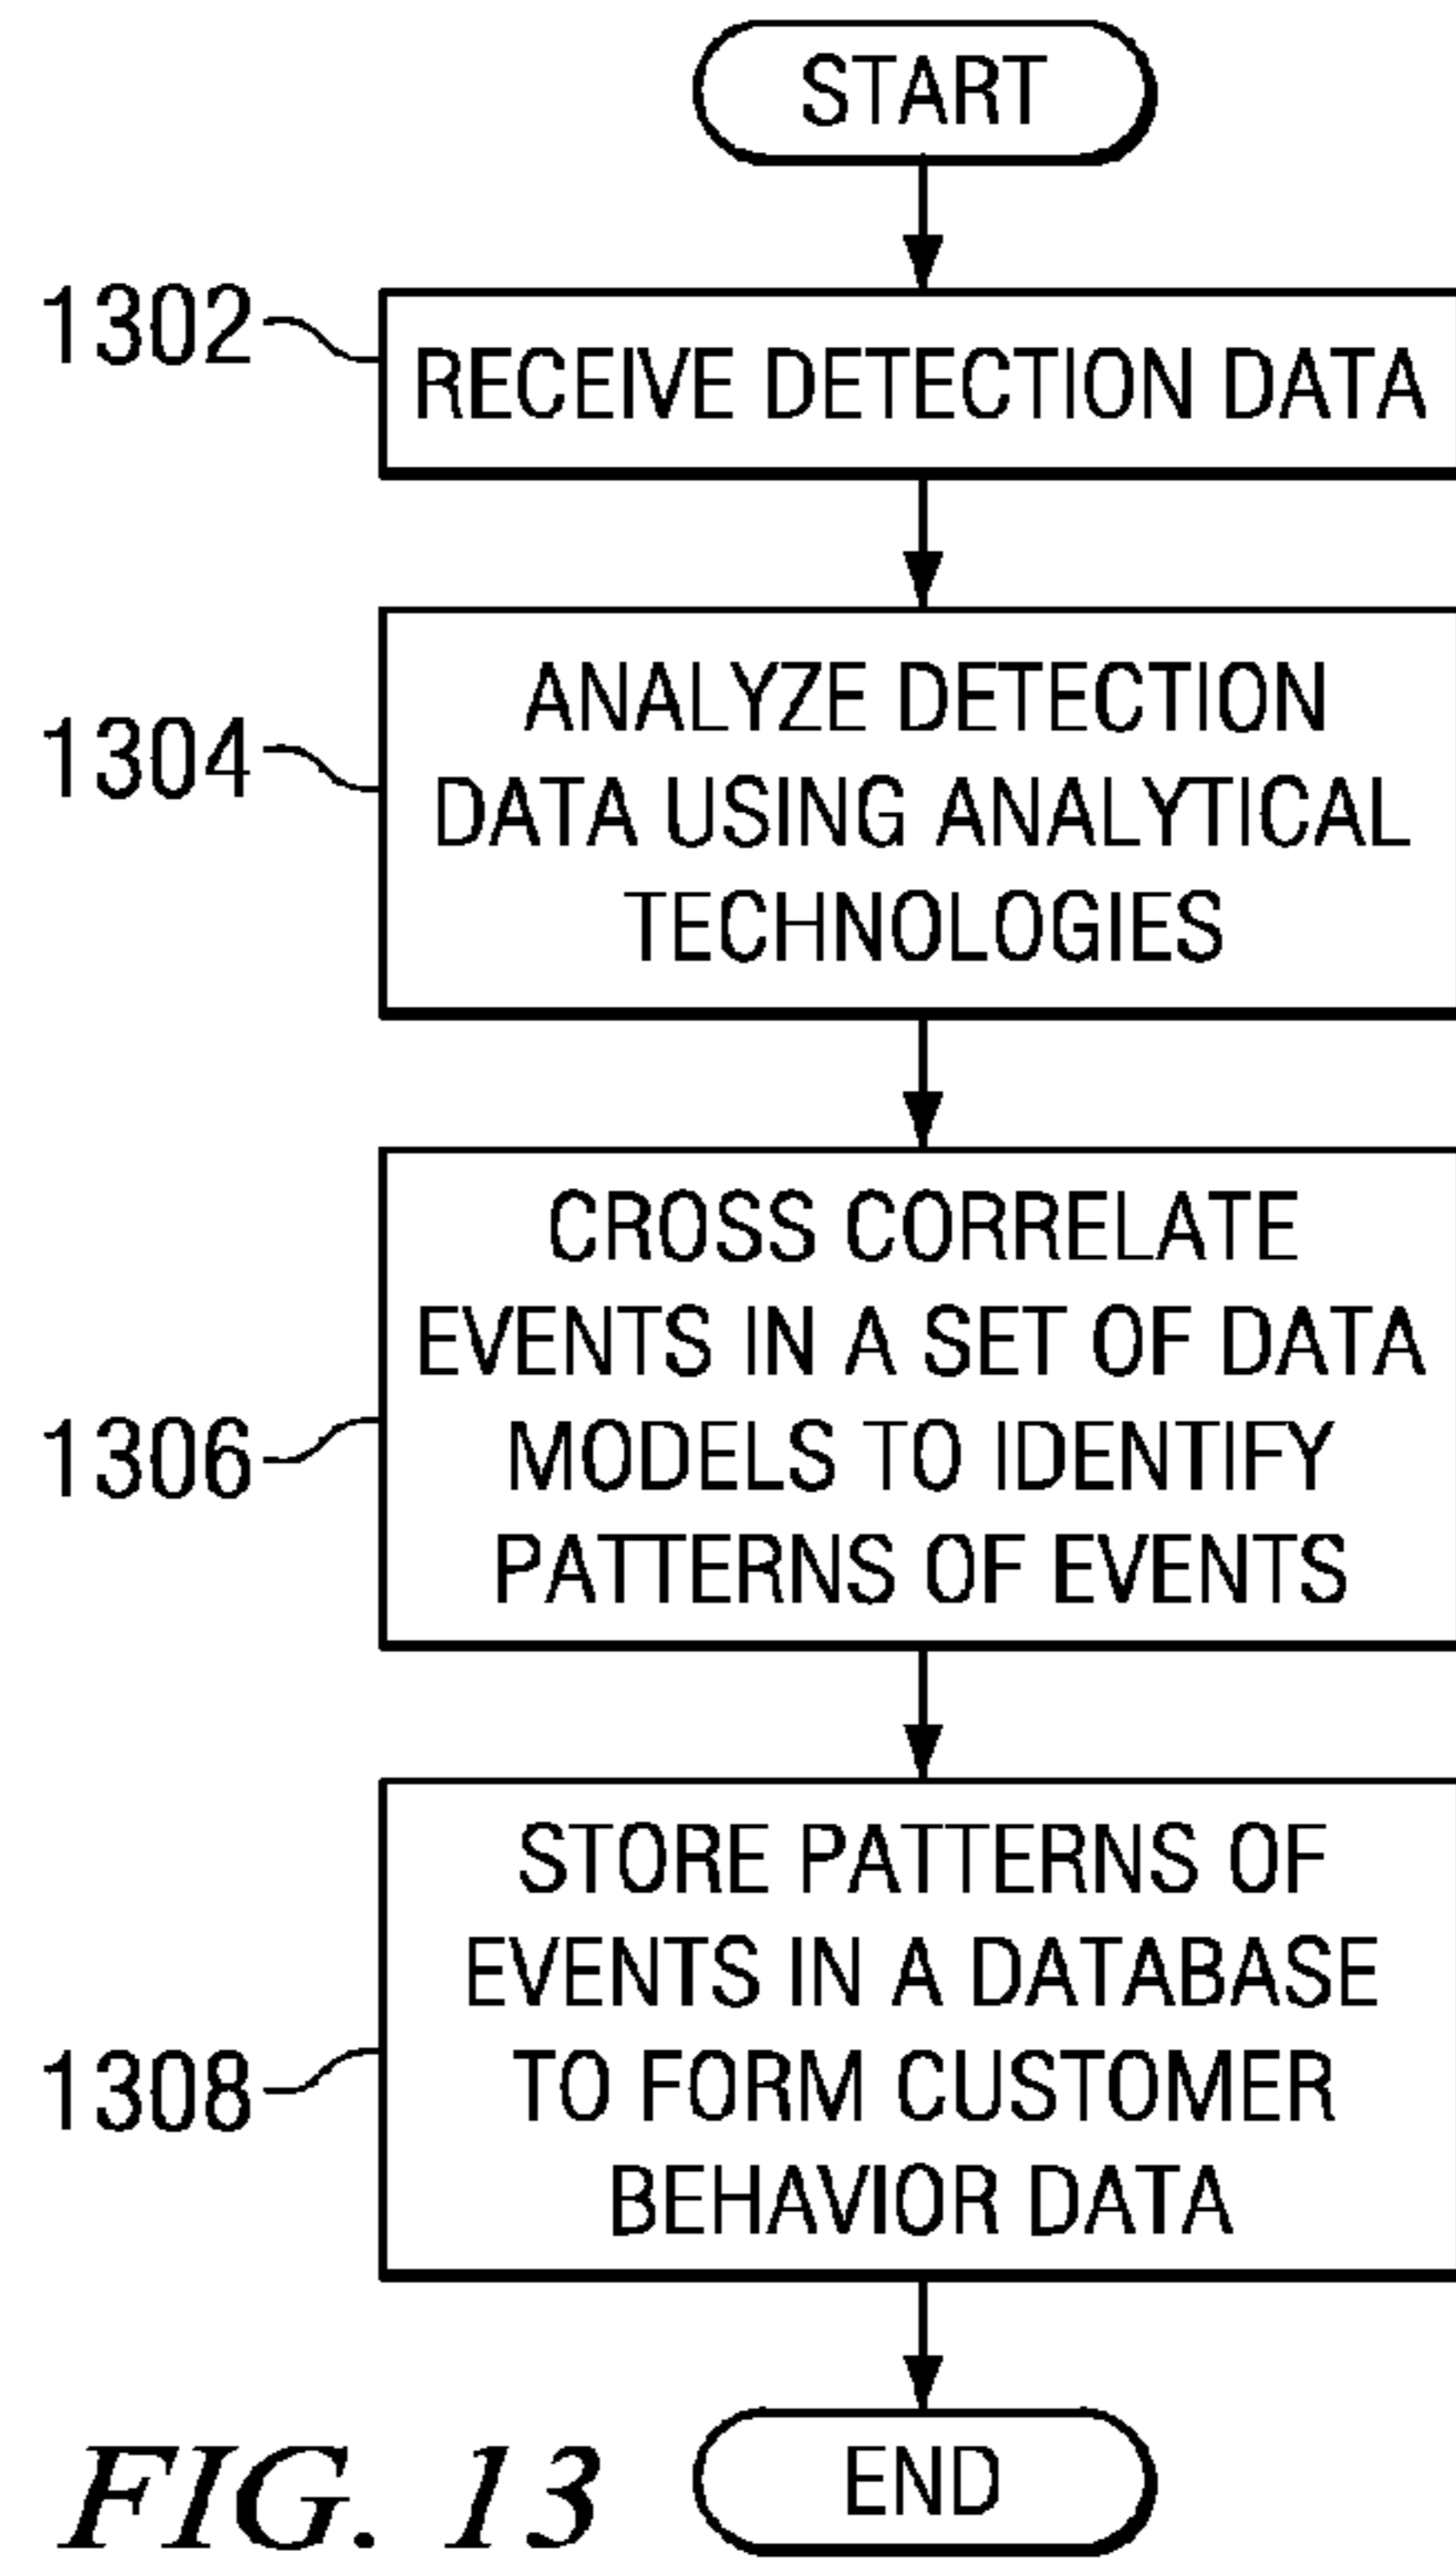 START
1302
RECEIVE DETECTION DATA
1304
ANALYZE DETECTION
DATA USING ANALYTICAL
TECHNOLOGIES
CROSS CORRELATE
EVENTS IN A SET OF DATA
MODELS TO IDENTIFY
PATTERNS OF EVENTS
1306
STORE PATTERNS OF
EVENTS IN A DATABASE
TO FORM CUSTOMER
BEHAVIOR DATA
1308
END
FIG. 13